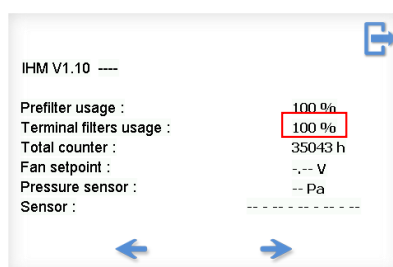 IHM V1.10 ----
Prefilter usage : 100 %
Terminal filters usage : 100 %
Total counter : 35043 h
Fan setpoint : -.-- V
Pressure sensor : -- Pa
Sensor : -- - -- - -- - -- --